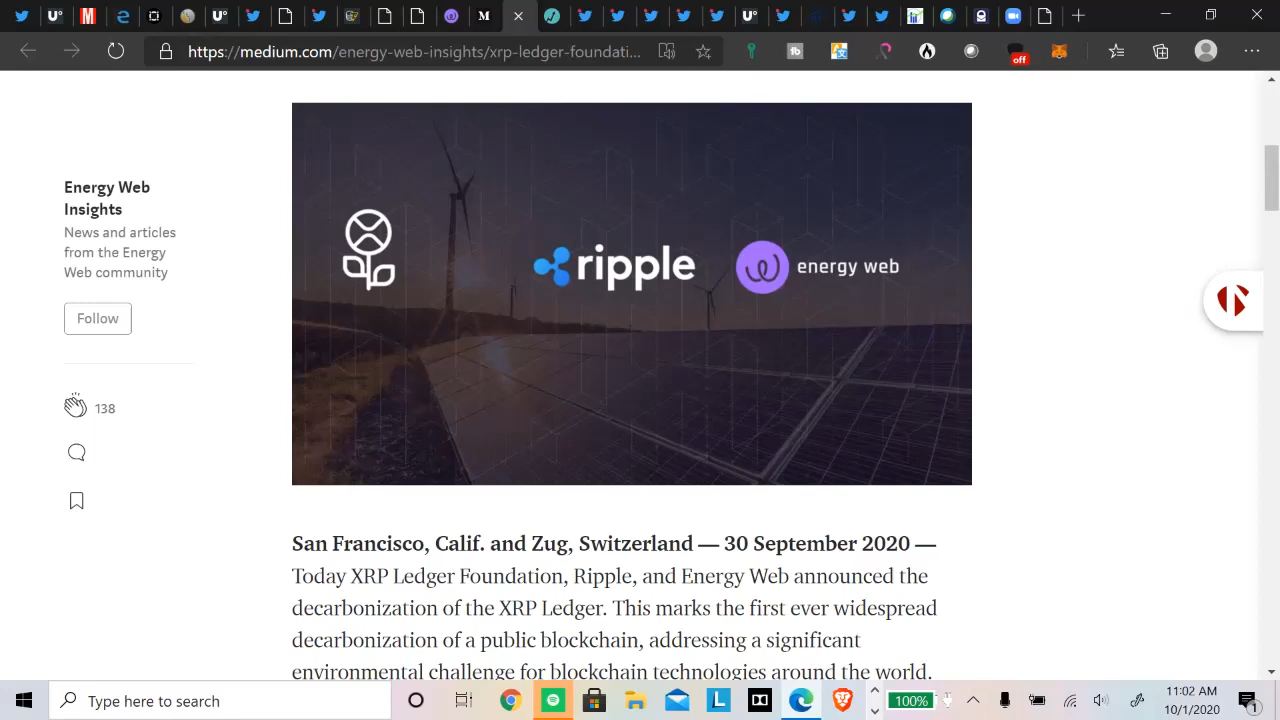 https://medium.com/energy-web-insights/xrp-ledger-foundati...
off
Energy Web
Insights
News and articles
from the Energy
Web community
Follow
138
ripple
energy web
San Francisco, Calif. and Zug, Switzerland — 30 September 2020 —
Today XRP Ledger Foundation, Ripple, and Energy Web announced the
decarbonization of the XRP Ledger. This marks the first ever widespread
decarbonization of a public blockchain, addressing a significant
environmental challenge for blockchain technologies around the world.
Type here to search
100%
11:02 AM
10/1/2020
1